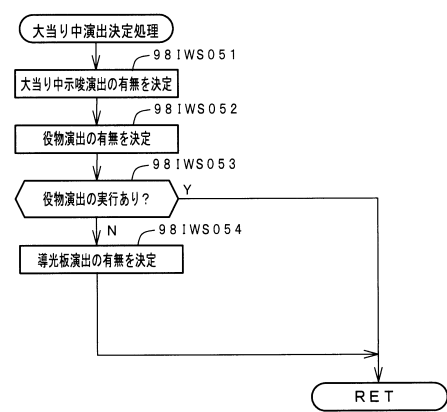 大当り中演出決定処理
98IWS051
大当り中示唆演出の有無を決定
98IWS052
役物演出の有無を決定
98IWS053
役物演出の実行あり？
Y
N
98IWS054
導光板演出の有無を決定
RET